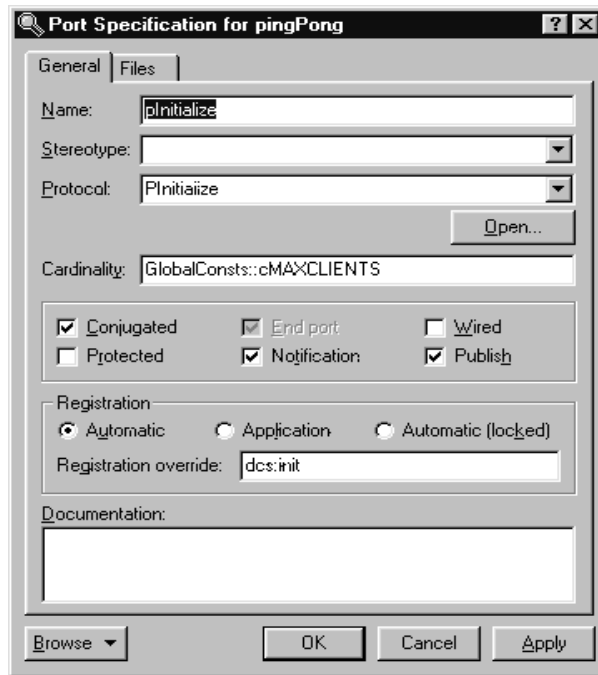 Port Specification for pingPong
General Files
Name: pInitialize
Stereotype:
Protocol: PInitialize
Open...
Cardinality: GlobalConsts::cMAXCLIENTS
Conjugated End port Wired
Protected Notification Publish
Registration
Automatic Application Automatic (locked)
Registration override: dcs:init
Documentation:
Browse OK Cancel Apply